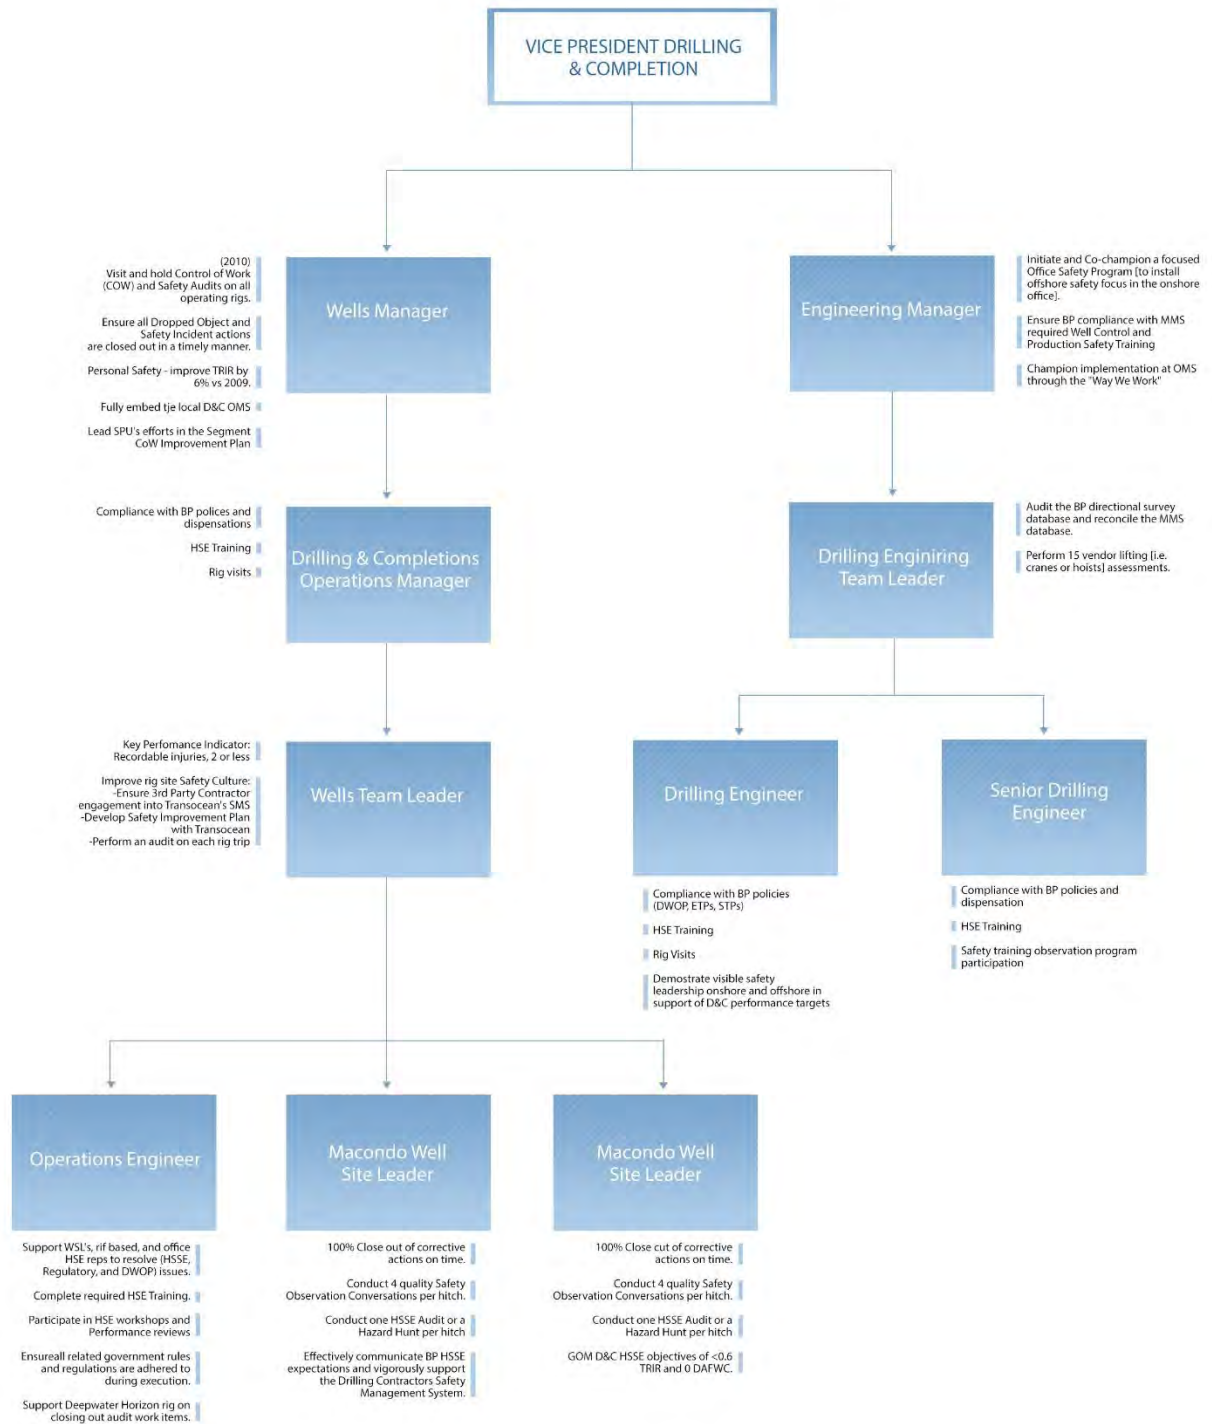 VICE PRESIDENT DRILLING
& COMPLETION
(2010)
Visit and hold Control of Work
(COW) and Safety Audits on all
operating rigs.
Ensure all Dropped Object and
Safety Incident actions
are closed out in a timely manner.
Personal Safety - improve TRIR by
6% vs 2009.
Fully embed tje local D&C OMS
Lead SPU's efforts in the Segment
CoW Improvement Plan
Wells Manager
Engineering Manager
Initiate and Co-champion a focused
Office Safety Program [to install
offshore safety focus in the onshore
office].
Ensure BP compliance with MMS
required Well Control and
Production Safety Training
Champion implementation at OMS
through the "Way We Work"
Compliance with BP polices and
dispensations
HSE Training
Rig visits
Drilling & Completions
Operations Manager
Drilling Enginiring
Team Leader
Audit the BP directional survey
database and reconcile the MMS
database.
Perform 15 vendor lifting [i.e.
cranes or hoists] assessments.
Key Perfomance Indicator:
Recordable injuries, 2 or less
Improve rig site Safety Culture:
-Ensure 3rd Party Contractor
engagement into Transocean's SMS
-Develop Safety Improvement Plan
with Transocean
-Perform an audit on each rig trip
Wells Team Leader
Drilling Engineer
Compliance with BP policies
(DWOP, ETPs, STPs)
HSE Training
Rig Visits
Demostrate visible safety
leadership onshore and offshore in
support of D&C performance targets
Senior Drilling
Engineer
Compliance with BP policies and
dispensation
HSE Training
Safety training observation program
participation
Operations Engineer
Support WSL's, rif based, and office
HSE reps to resolve (HSSE,
Regulatory, and DWOP) issues.
Complete required HSE Training.
Participate in HSE workshops and
Performance reviews
Ensureall related government rules
and regulations are adhered to
during execution.
Support Deepwater Horizon rig on
closing out audit work items.
Macondo Well
Site Leader
100% Close out of corrective
actions on time.
Conduct 4 quality Safety
Observation Conversations per hitch.
Conduct one HSSE Audit or a
Hazard Hunt per hitch
Effectively communicate BP HSSE
expectations and vigorously support
the Drilling Contractors Safety
Management System.
Macondo Well
Site Leader
100% Close cut of corrective
actions on time.
Conduct 4 quality Safety
Observation Conversations per hitch.
Conduct one HSSE Audit or a
Hazard Hunt per hitch
GOM D&C HSSE objectives of <0.6
TRIR and 0 DAFWC.